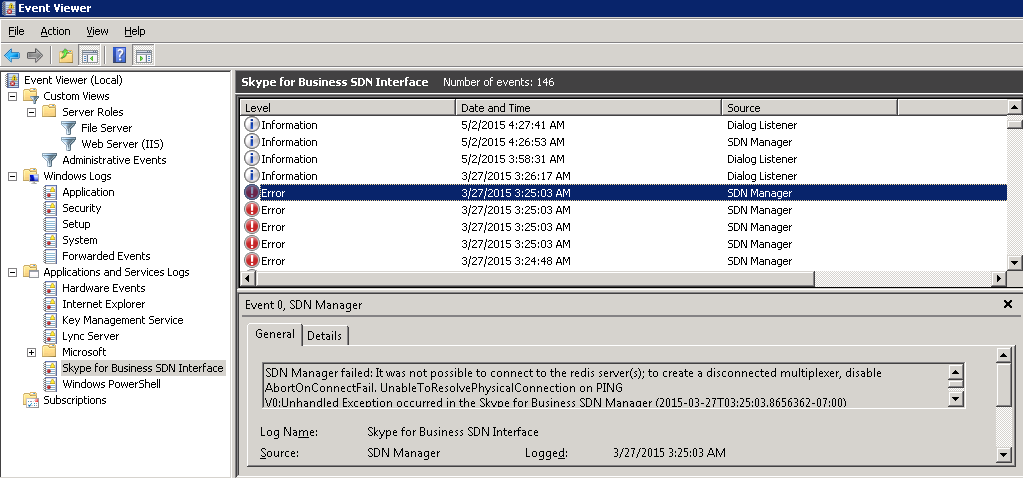 Event Viewer
File Action View Help
Event Viewer (Local)
Custom Views
Server Roles
File Server
Web Server (IIS)
Administrative Events
Windows Logs
Application
Security
Setup
System
Forwarded Events
Applications and Services Logs
Hardware Events
Internet Explorer
Key Management Service
Lync Server
Microsoft
Skype for Business SDN Interface
Windows PowerShell
Subscriptions
Skype for Business SDN Interface Number of events: 146
Level Date and Time Source
Information 5/2/2015 4:27:41 AM Dialog Listener
Information 5/2/2015 4:26:53 AM SDN Manager
Information 5/2/2015 3:58:31 AM Dialog Listener
Information 3/27/2015 3:26:17 AM Dialog Listener
Error 3/27/2015 3:25:03 AM SDN Manager
Error 3/27/2015 3:25:03 AM SDN Manager
Error 3/27/2015 3:25:03 AM SDN Manager
Error 3/27/2015 3:25:03 AM SDN Manager
Error 3/27/2015 3:24:48 AM SDN Manager
Event 0, SDN Manager
General Details
SDN Manager failed: It was not possible to connect to the redis server(s); to create a disconnected multiplexer, disable
AbortOnConnectFail. UnableToResolvePhysicalConnection on PING
V0:Unhandled Exception occurred in the Skype for Business SDN Manager (2015-03-27T03:25:03.8656362-07:00)
Log Name: Skype for Business SDN Interface
Source: SDN Manager Logged: 3/27/2015 3:25:03 AM